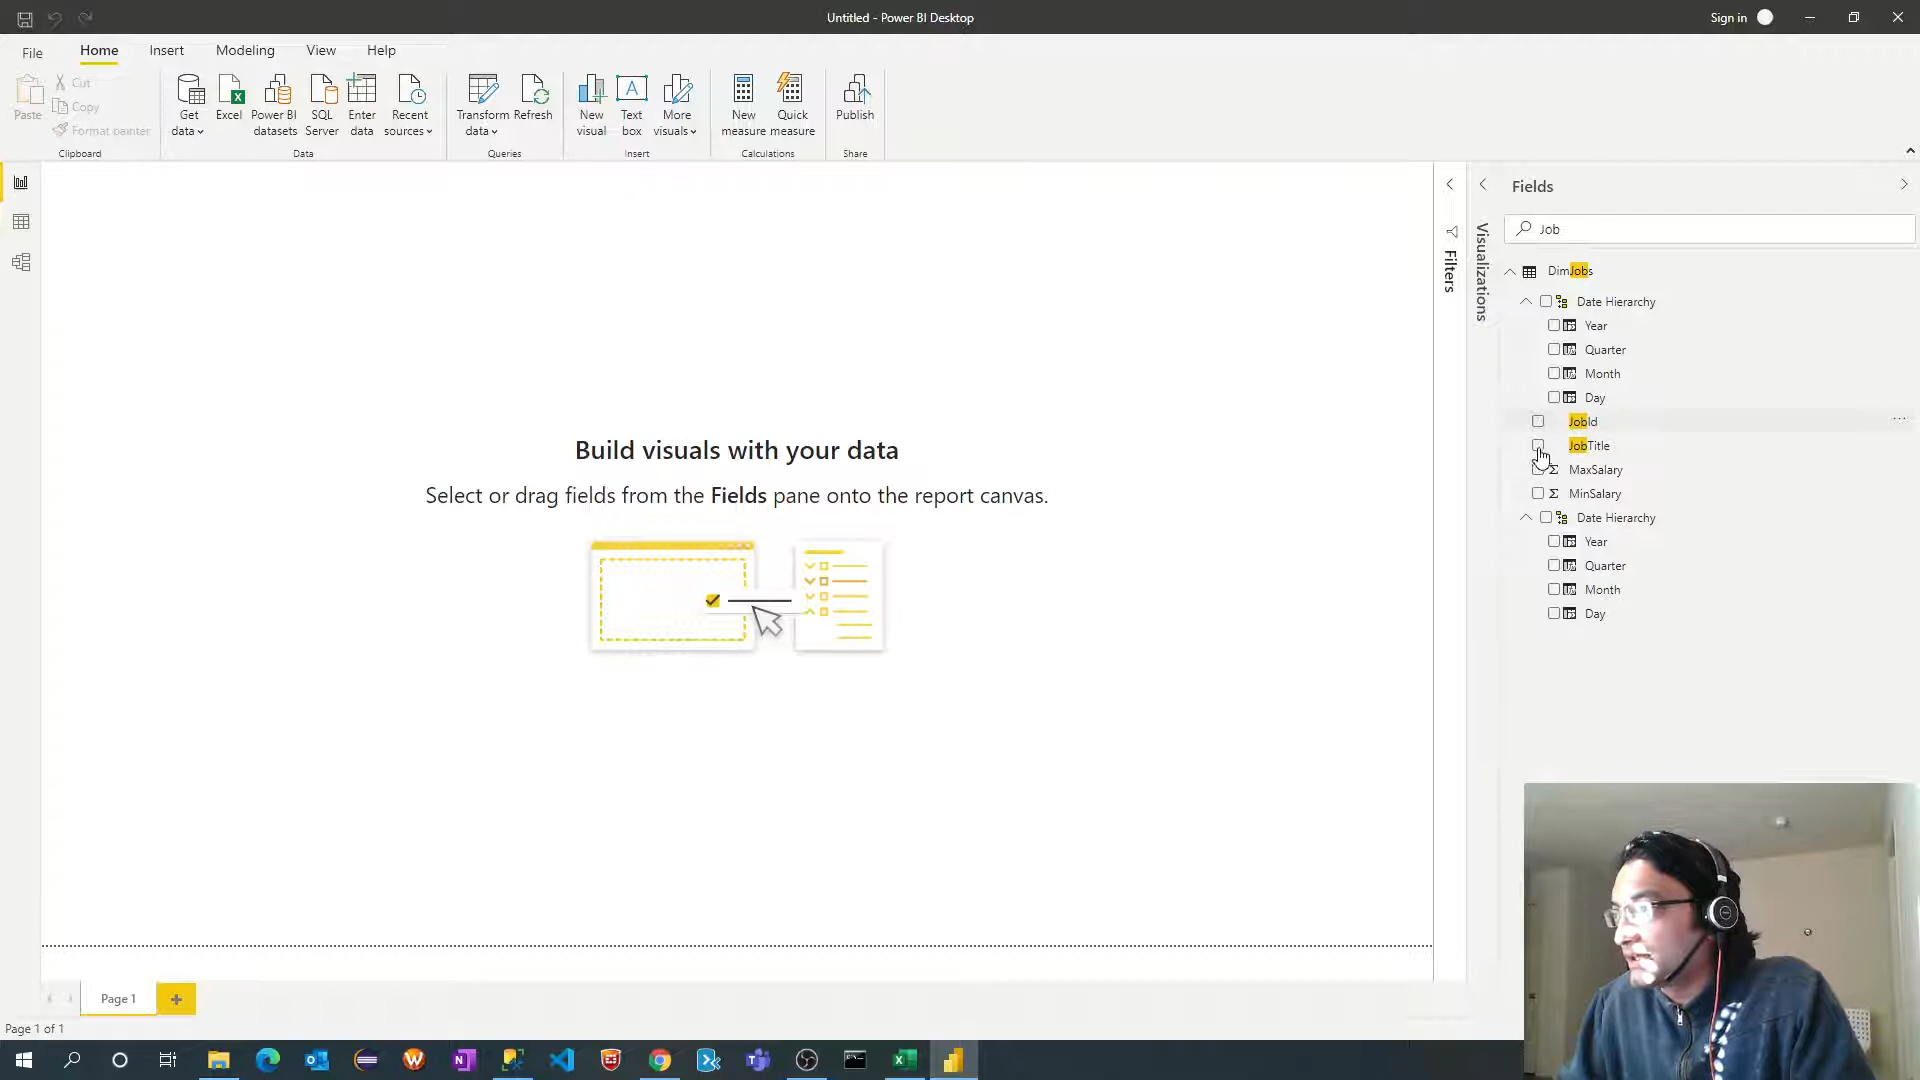 Untitled - Power BI Desktop
Sign in
File
Home
Insert
Modeling
View
Help
Paste
Cut
Copy
Format painter
Clipboard
Get data
Excel
Power BI datasets
SQL Server
Enter data
Recent sources
Data
Transform data
Refresh
Queries
New visual
Text box
More visuals
Insert
New measure
Quick measure
Calculations
Publish
Share
Filters
Visualizations
Fields
Job
DimJobs
Date Hierarchy
Year
Quarter
Month
Day
JobId
JobTitle
MaxSalary
MinSalary
Date Hierarchy
Year
Quarter
Month
Day
Build visuals with your data
Select or drag fields from the Fields pane onto the report canvas.
Page 1
Page 1 of 1